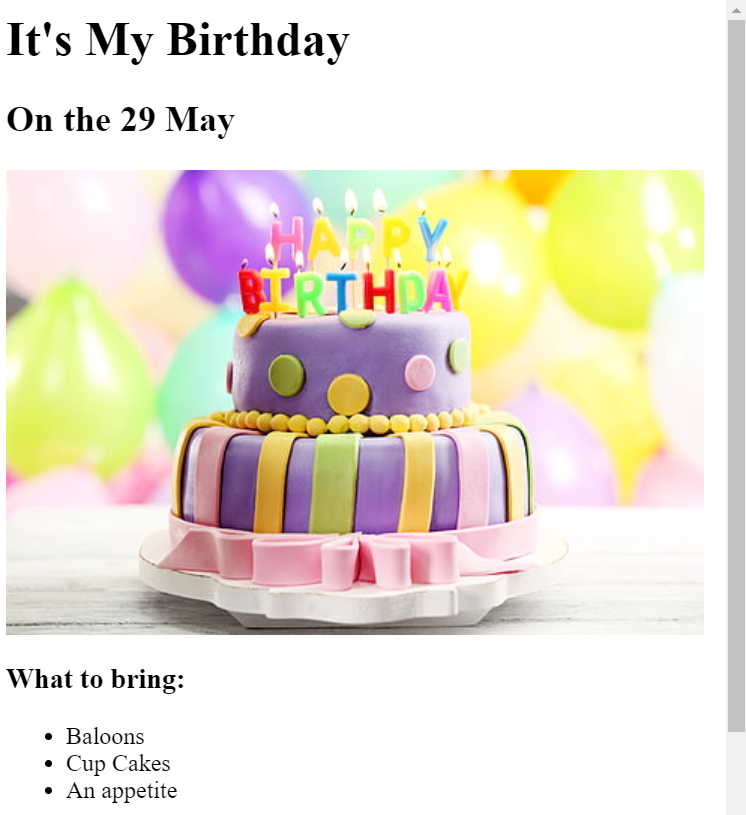 It's My Birthday
On the 29 May
HAPPY
BIRTHDAY
What to bring:
Baloons
Cup Cakes
An appetite